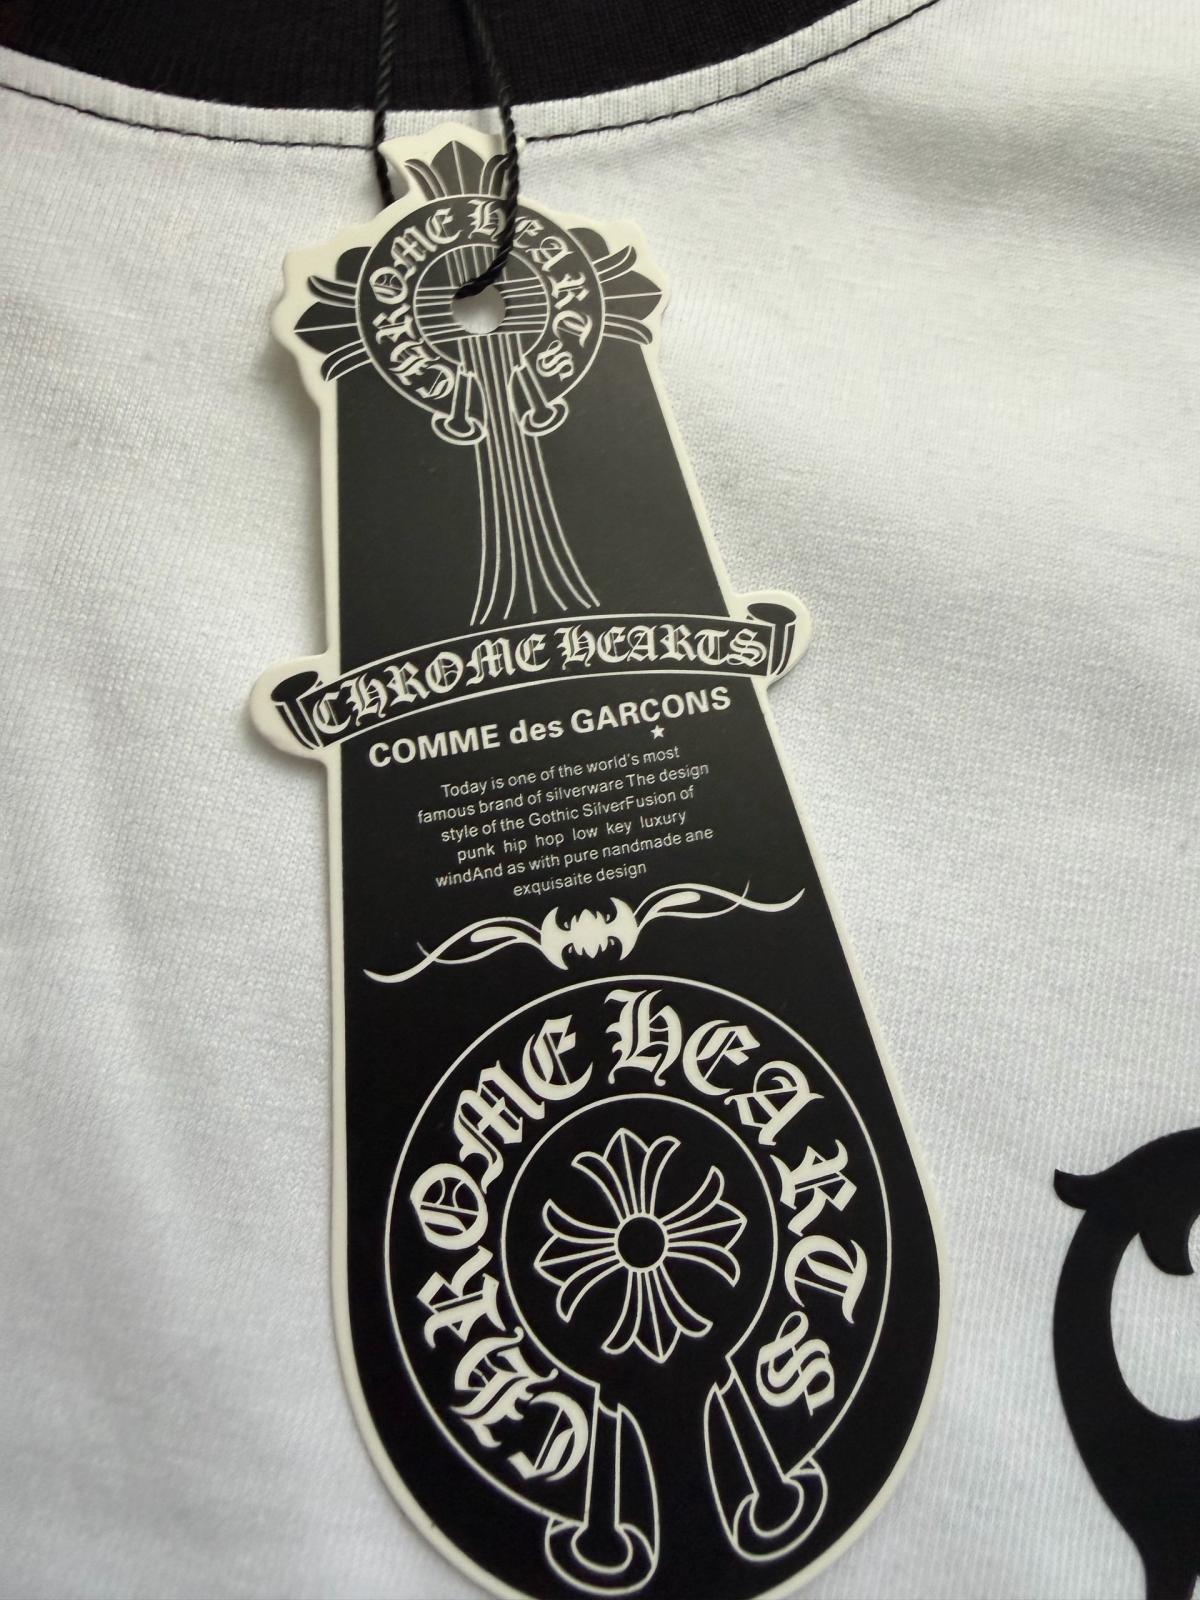 CHROME HEARTS
CHROME HEARTS
COMME des GARÇONS
Today is one of the world's most
famous brand of silverware The design
style of the Gothic SilverFusion of
punk hip hop low key luxury
windAnd as with pure nandmade ane
exquisaite design
CHROME HEARTS